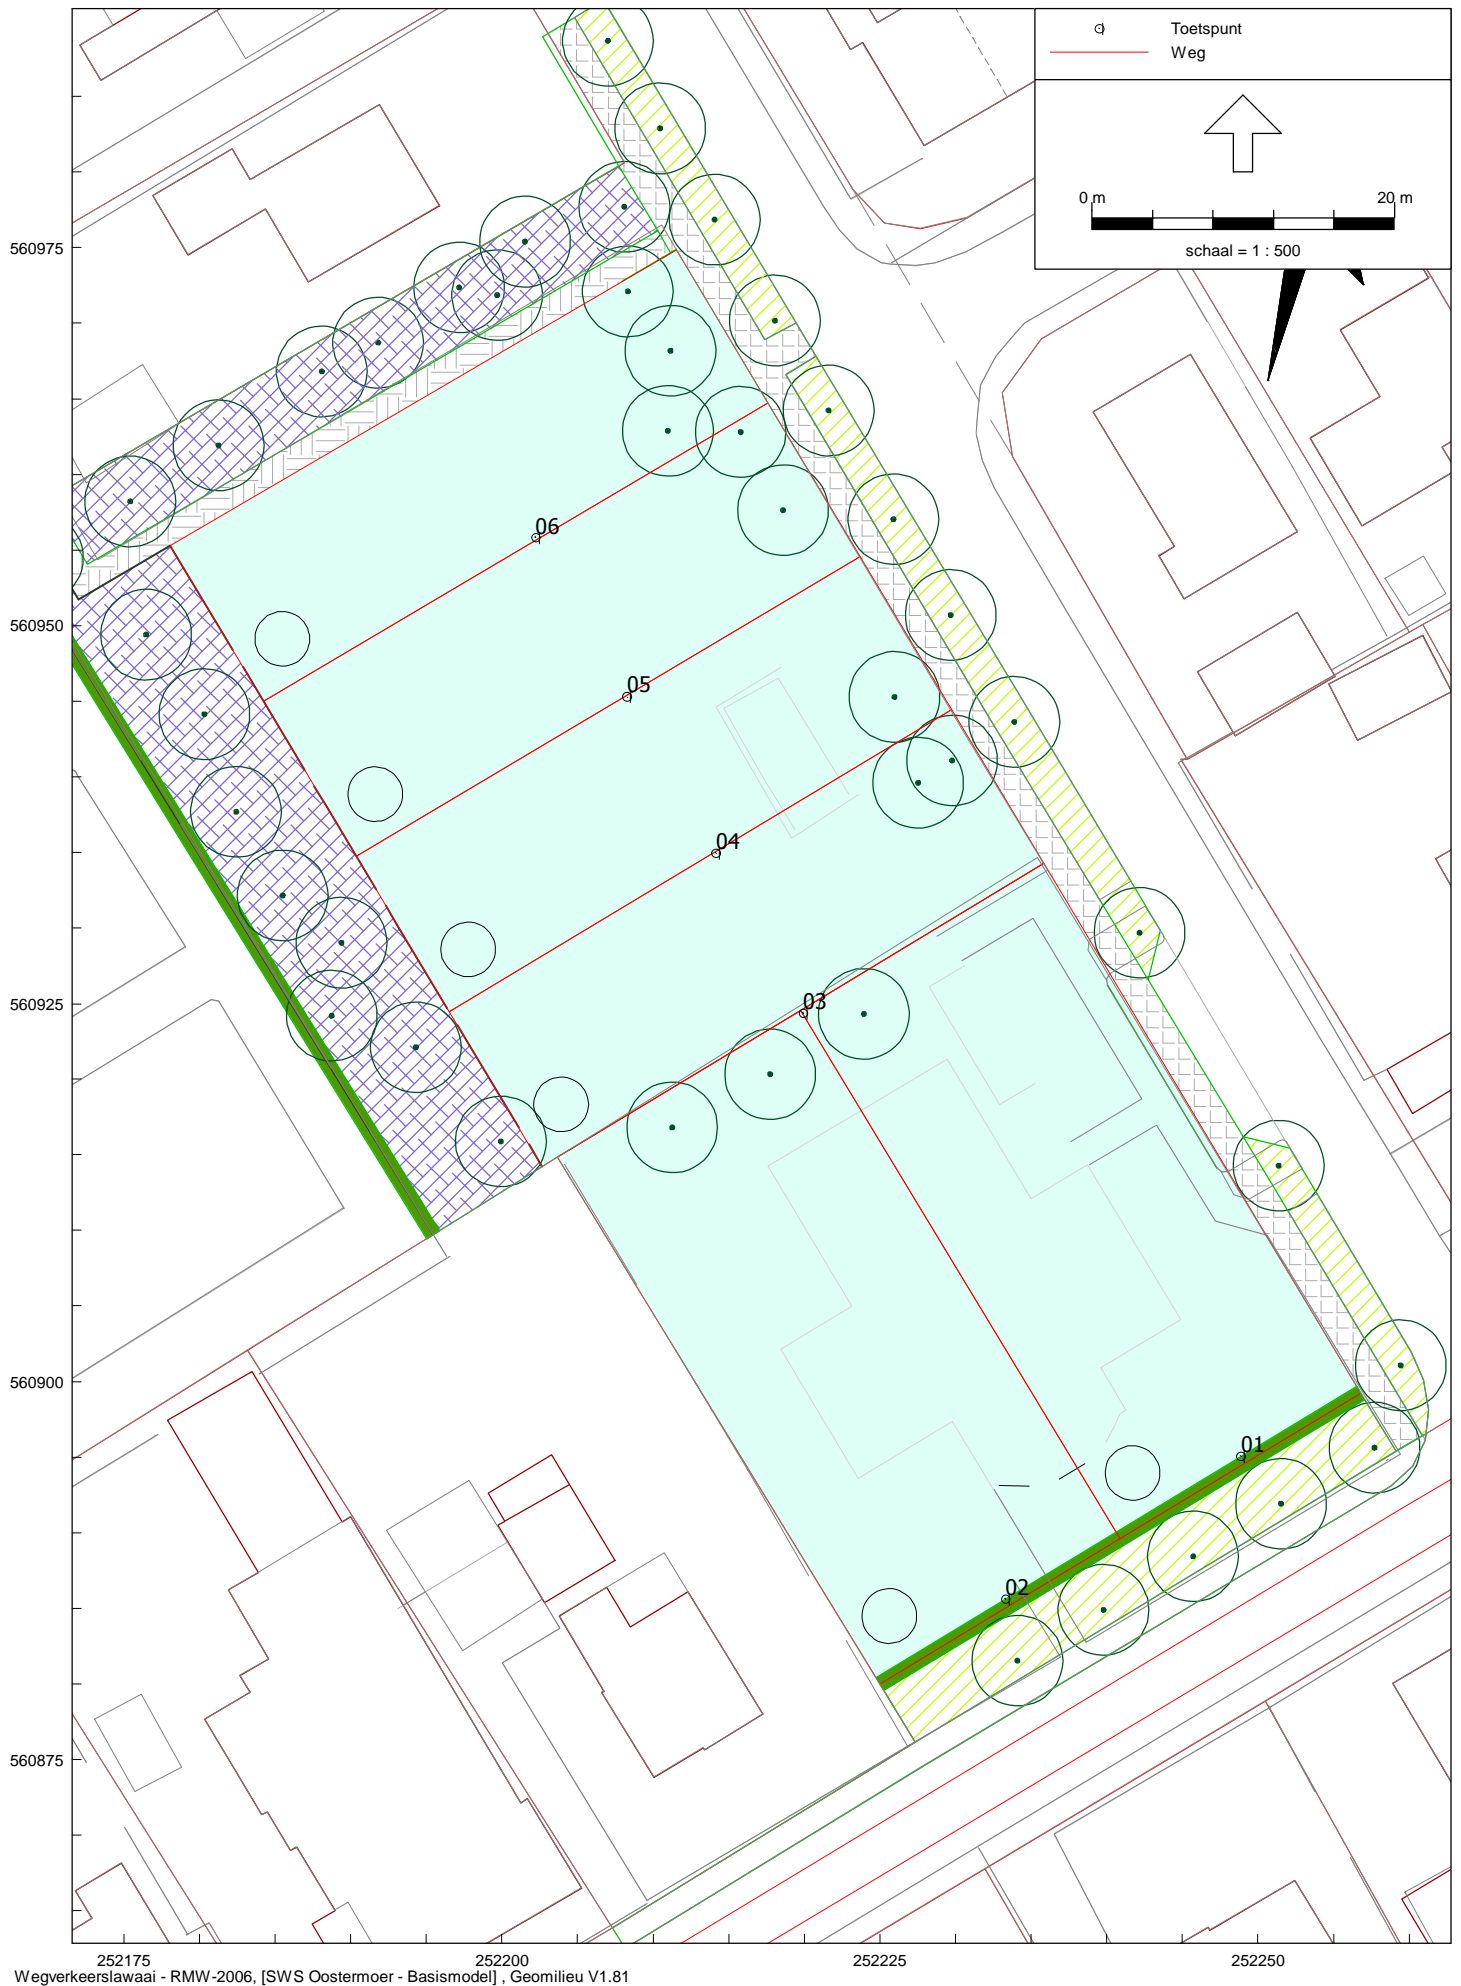 Toetspunt
Weg
0 m 20 m
schaal = 1 : 500
560975
06
560950
05
04
560925
03
560900
01
02
560875
252175 252200 252225 252250
Wegverkeerslawaai - RMW-2006, [SWS Oostermoer - Basismodel] , Geomilieu V1.81